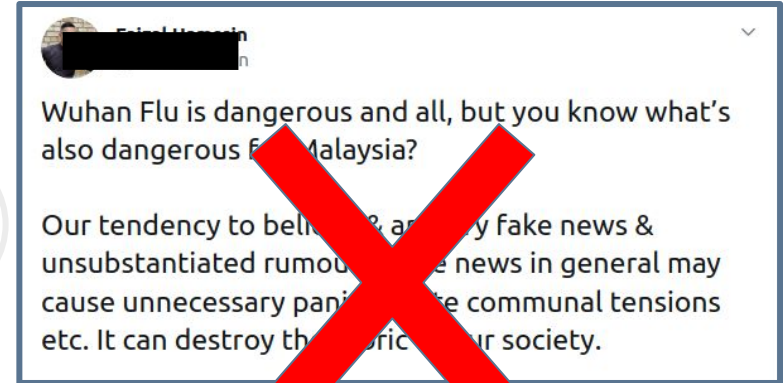 n
Wuhan Flu is dangerous and all, but you know what's
also dangerous Malaysia?
Our tendency to & fake news &
unsubstantiated news in general may
cause unnecessary communal tensions
etc. It can destroy society.